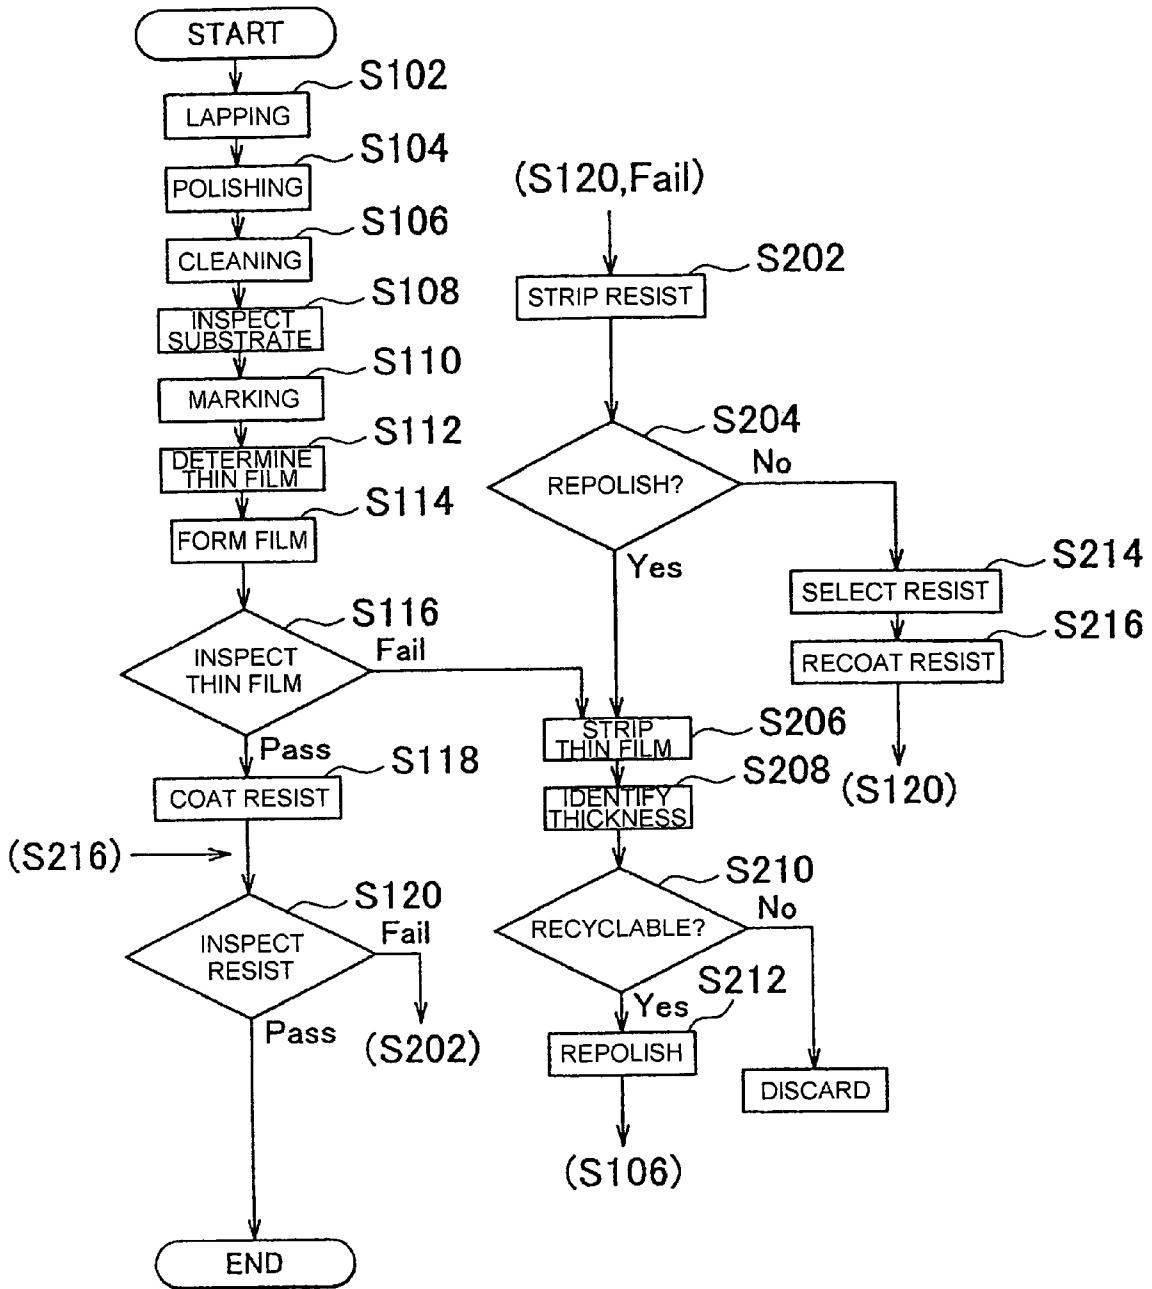 START
S102
LAPPING
S104
POLISHING
S106
CLEANING
S108
INSPECT
SUBSTRATE
S110
MARKING
S112
DETERMINE
THIN FILM
S114
FORM FILM
S116
INSPECT
THIN FILM
Fail
Pass
S118
COAT RESIST
(S216)
S120
INSPECT
RESIST
Fail
(S202)
Pass
END
(S120,Fail)
S202
STRIP RESIST
S204
REPOLISH?
No
Yes
S214
SELECT RESIST
S216
RECOAT RESIST
(S120)
S206
STRIP
THIN FILM
S208
IDENTIFY
THICKNESS
S210
RECYCLABLE?
No
Yes
S212
REPOLISH
DISCARD
(S106)